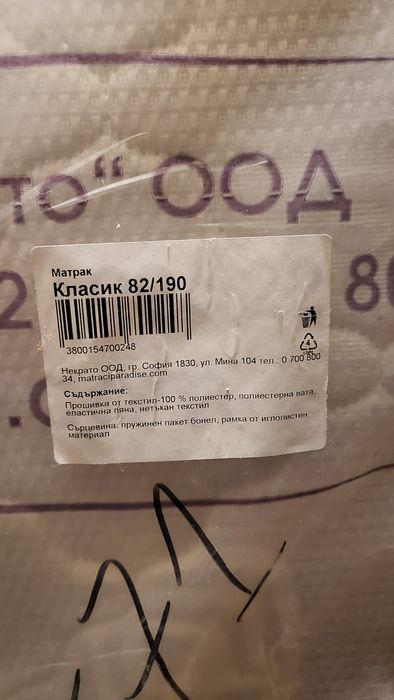 то“ ООД
2
80
Матрак
Класик 82/190
3800154700248
Некрато ООД, гр. София 1830, ул. Мина 104 тел.: 0 700 800
34, matraciparadise.com
4
Съдържание:
Прошивка от текстил-100 % полиестер, полиестерна вата,
еластична пяна, нетъкан текстил
Сърцевина: пружинен пакет бонел, рамка от иглолистен
материал